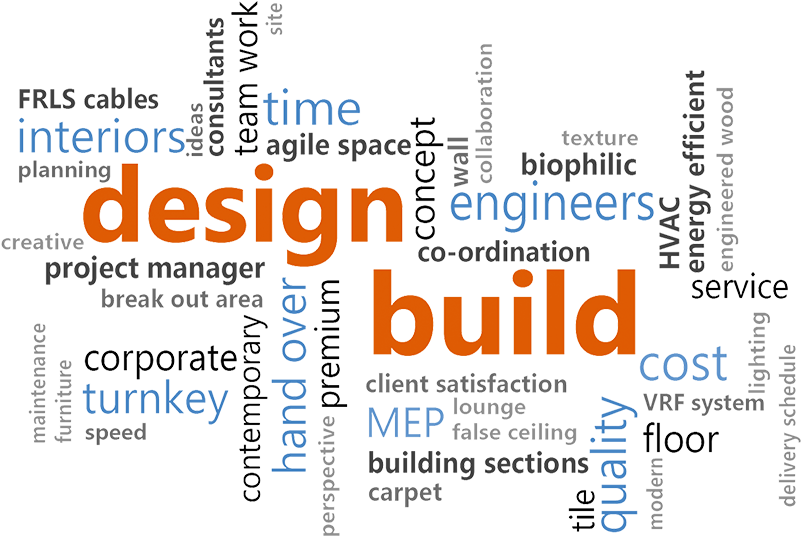 site
consultants
team work
ideas
FRLS cables
time
interiors
agile space
planning
design
concept
wall
collaboration
texture
biophilic
engineers
HVAC
energy efficient
engineered wood
creative
project manager
co-ordination
break out area
build
service
hand over
premium
contemporary
maintenance
furniture
corporate
turnkey
speed
perspective
client satisfaction
MEP
lounge
false ceiling
building sections
carpet
cost
lighting
VRF system
delivery schedule
quality
floor
tile
modern